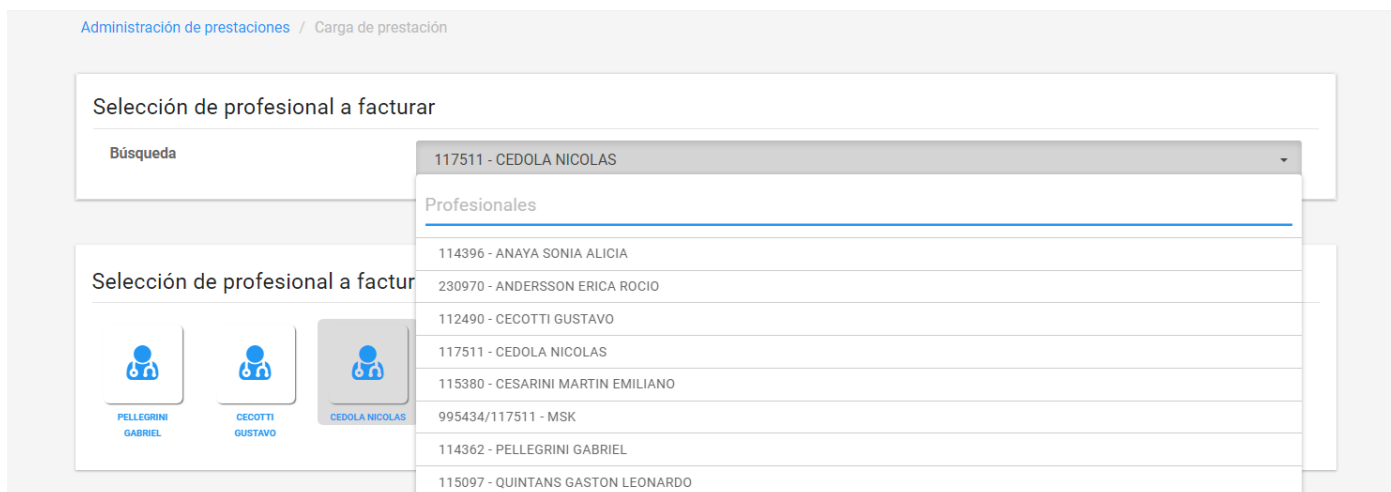 Administración de prestaciones / Carga de prestación
Selección de profesional a facturar
Búsqueda
117511 - CEDOLA NICOLAS
Profesionales
114396 - ANAYA SONIA ALICIA
230970 - ANDERSSON ERICA ROCIO
112490 - CECOTTI GUSTAVO
117511 - CEDOLA NICOLAS
115380 - CESARINI MARTIN EMILIANO
995434/117511 - MSK
114362 - PELLEGRINI GABRIEL
115097 - QUINTANS GASTON LEONARDO
Selección de profesional a factur
PELLEGRINI
GABRIEL
CECOTTI
GUSTAVO
CEDOLA NICOLAS